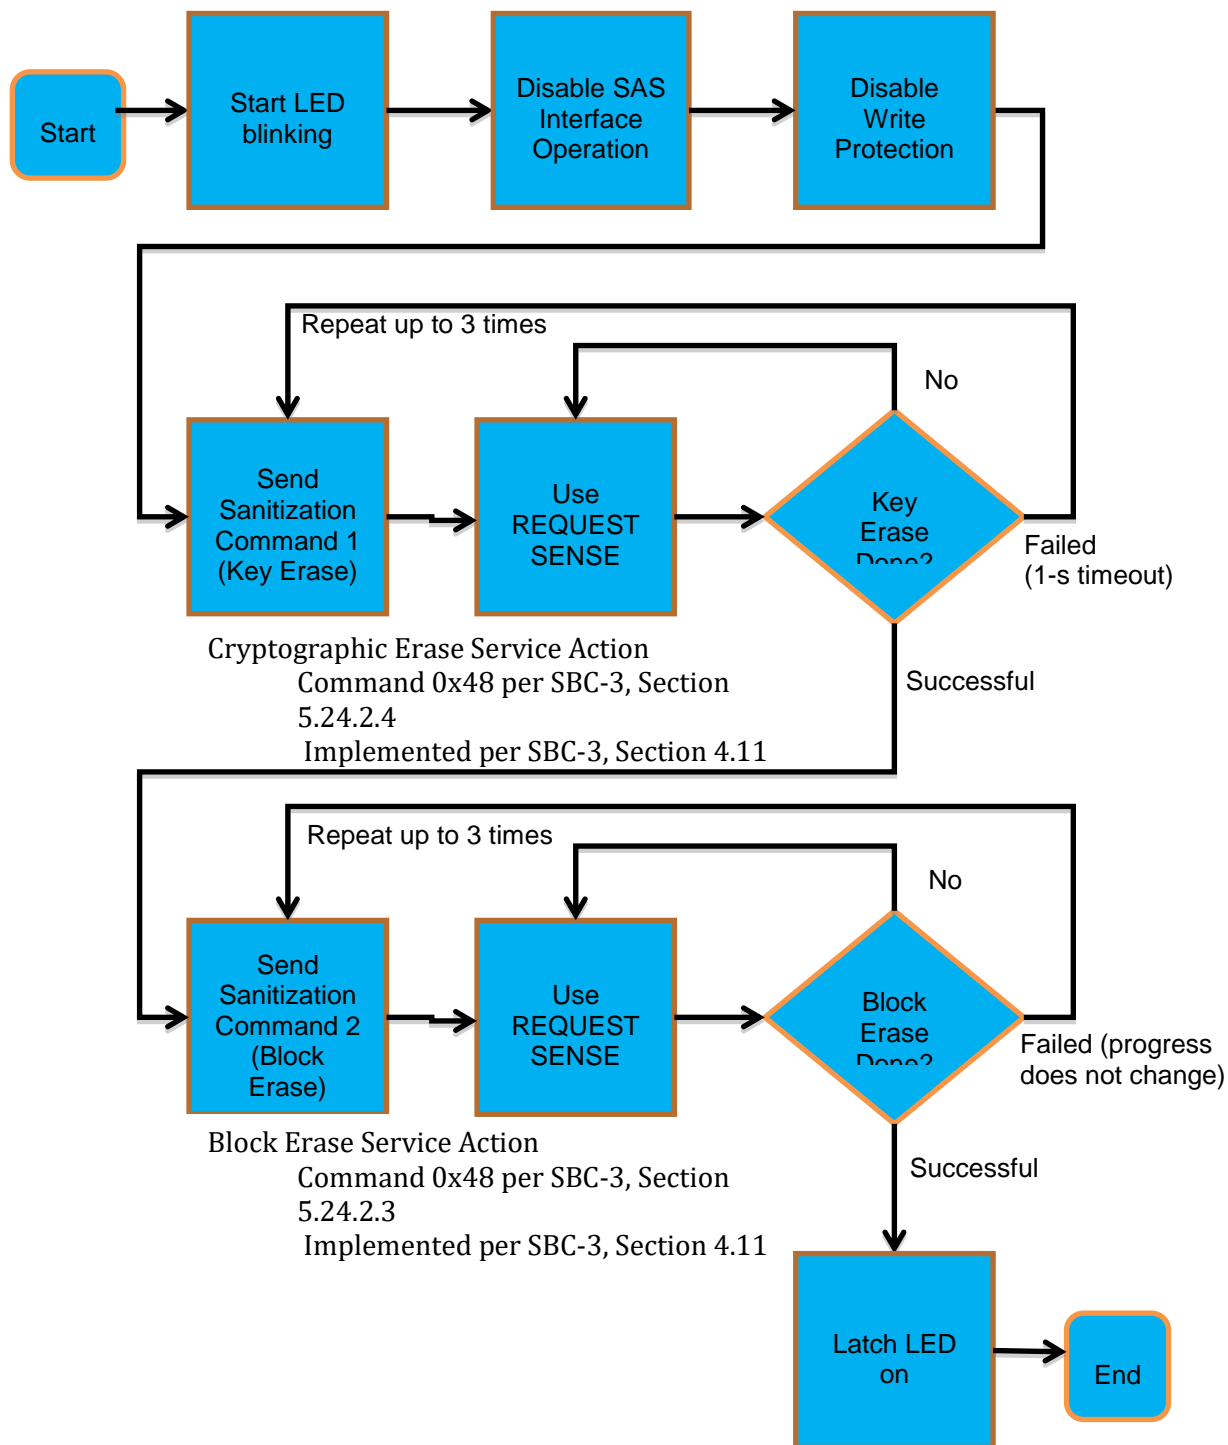 Start
Start LED
blinking
Disable SAS
Interface
Operation
Disable
Write
Protection
Repeat up to 3 times
No
Send
Sanitization
Command 1
(Key Erase)
Use
REQUEST
SENSE
Key
Erase
Done?
Failed
(1-s timeout)
Cryptographic Erase Service Action
Command 0x48 per SBC-3, Section
5.24.2.4
Implemented per SBC-3, Section 4.11
Successful
Repeat up to 3 times
No
Send
Sanitization
Command 2
(Block
Erase)
Use
REQUEST
SENSE
Block
Erase
Done?
Failed (progress
does not change)
Block Erase Service Action
Command 0x48 per SBC-3, Section
5.24.2.3
Implemented per SBC-3, Section 4.11
Successful
Latch LED
on
End